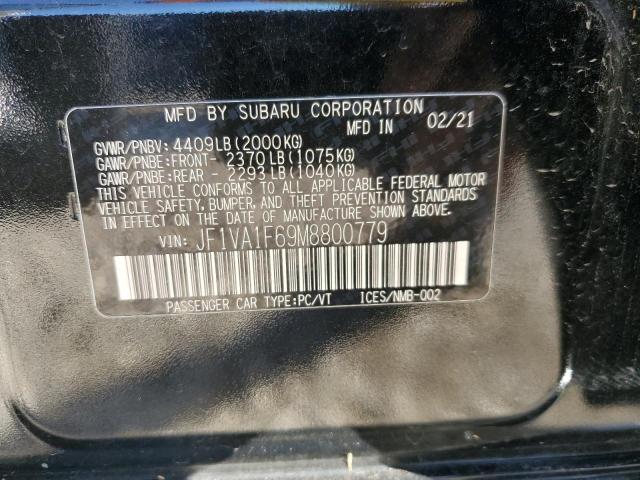 MFD BY SUBARU CORPORATION
MFD IN 02/21
GVWR/PNBV: 4409LB(2000KG)
GAWR/PNBE:FRONT- 2370LB(1075KG)
GAWR/PNBE:REAR - 2293LB(1040KG)
THIS VEHICLE CONFORMS TO ALL APPLICABLE FEDERAL MOTOR
VEHICLE SAFETY, BUMPER, AND THEFT PREVENTION STANDARDS
IN EFFECT ON THE DATE OF MANUFACTURE SHOWN ABOVE.
VIN: JF1VA1F69M8800779
PASSENGER CAR TYPE:PC/VT ICES/NMB-002